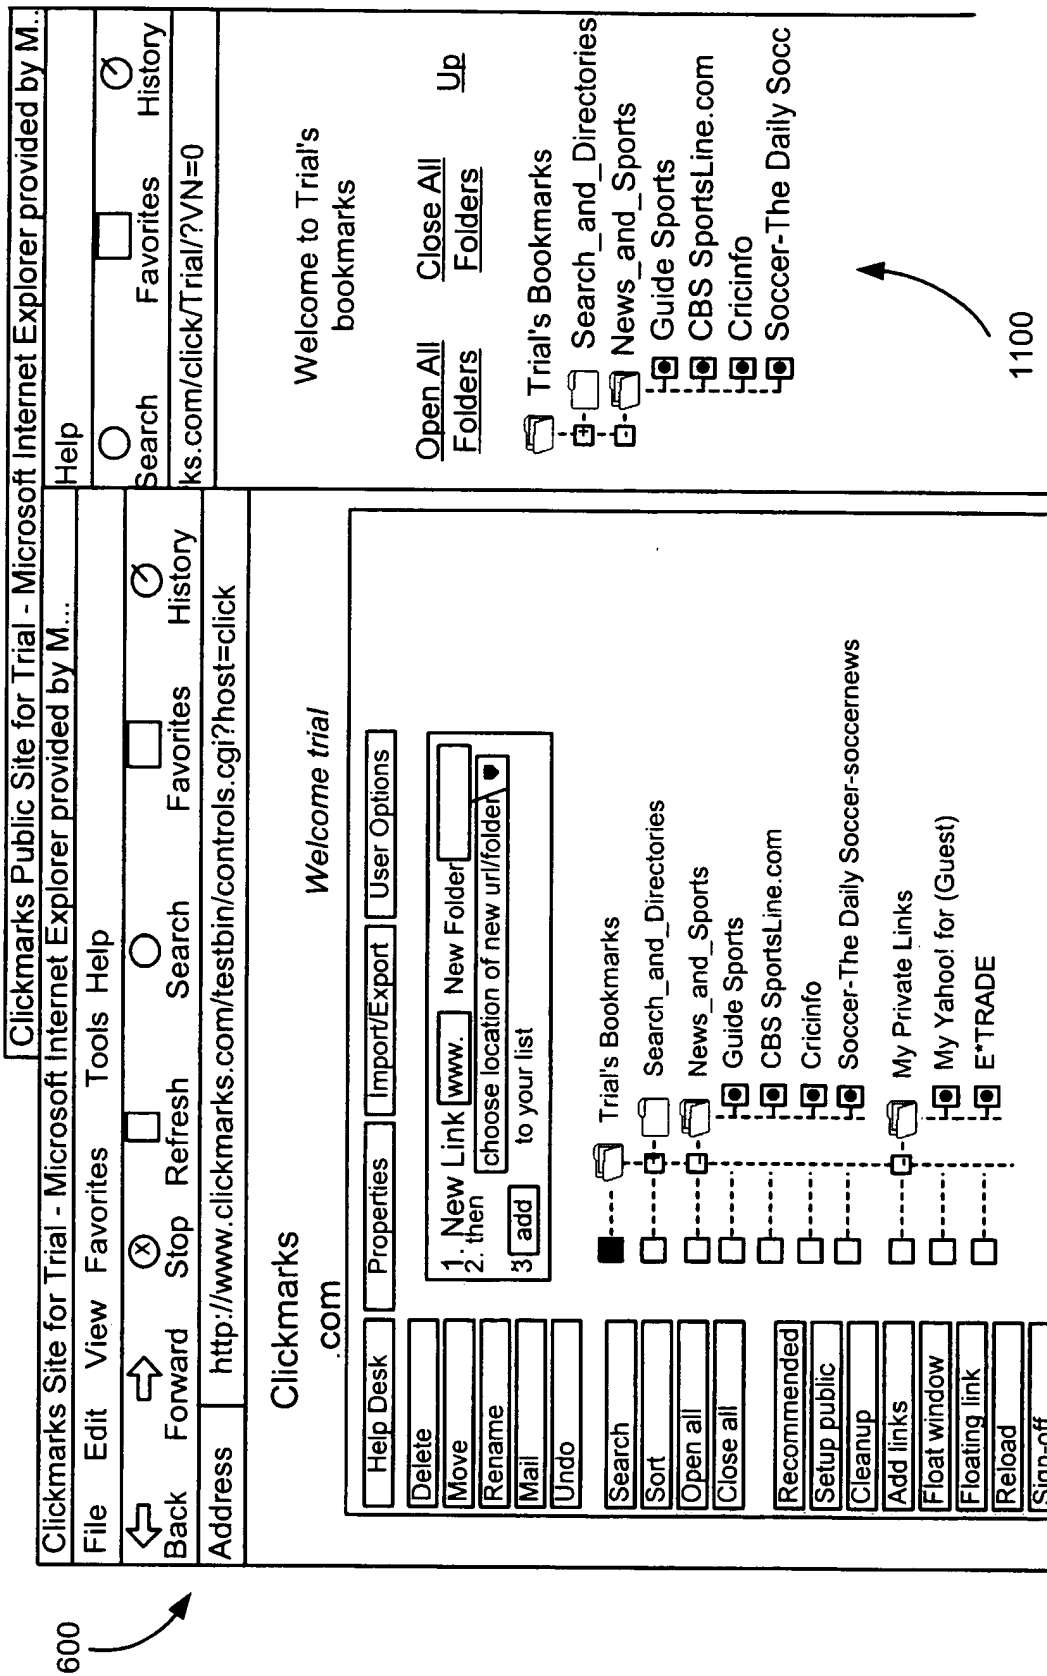 Clickmarks Public Site for Trial - Microsoft Internet Explorer provided by M...
Help
Search Favorites History
ks.com/click/Trial/?VN=0
Welcome to Trial's
bookmarks
Open All
Folders
Close All
Folders
Up
Trial's Bookmarks
Search_and_Directories
News_and_Sports
Guide Sports
CBS SportsLine.com
Cricinfo
Soccer-The Daily Socc
1100
600
Clickmarks Site for Trial - Microsoft Internet Explorer provided by M...
File Edit View Favorites Tools Help
Back Forward Stop Refresh Search Favorites History
Address http://www.clickmarks.com/testbin/controls.cgi?host=click
Clickmarks
.com
Welcome trial
Help Desk Properties Import/Export User Options
Delete
Move
Rename
Mail
Undo
Search
Sort
Open all
Close all
Recommended
Setup public
Cleanup
Add links
Float window
Floating link
Reload
Sign-off
1. New Link www. New Folder
2. then choose location of new url/folder
3 add to your list
Trial's Bookmarks
Search_and_Directories
News_and_Sports
Guide Sports
CBS SportsLine.com
Cricinfo
Soccer-The Daily Soccer-soccernews
My Private Links
My Yahoo! for (Guest)
E*TRADE